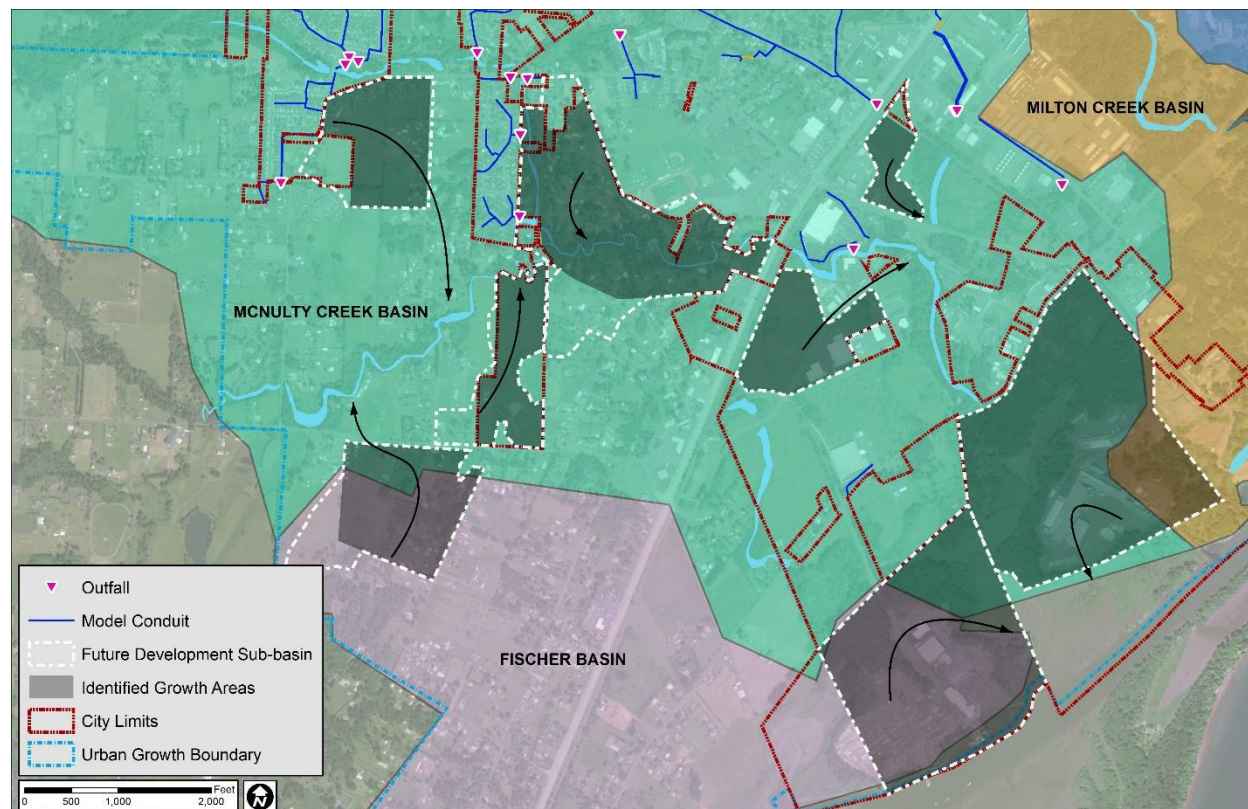 MILTON CREEK BASIN
MCNULTY CREEK BASIN
FISCHER BASIN
Outfall
Model Conduit
Future Development Sub-basin
Identified Growth Areas
City Limits
Urban Growth Boundary
Feet
0 500 1,000 2,000
N